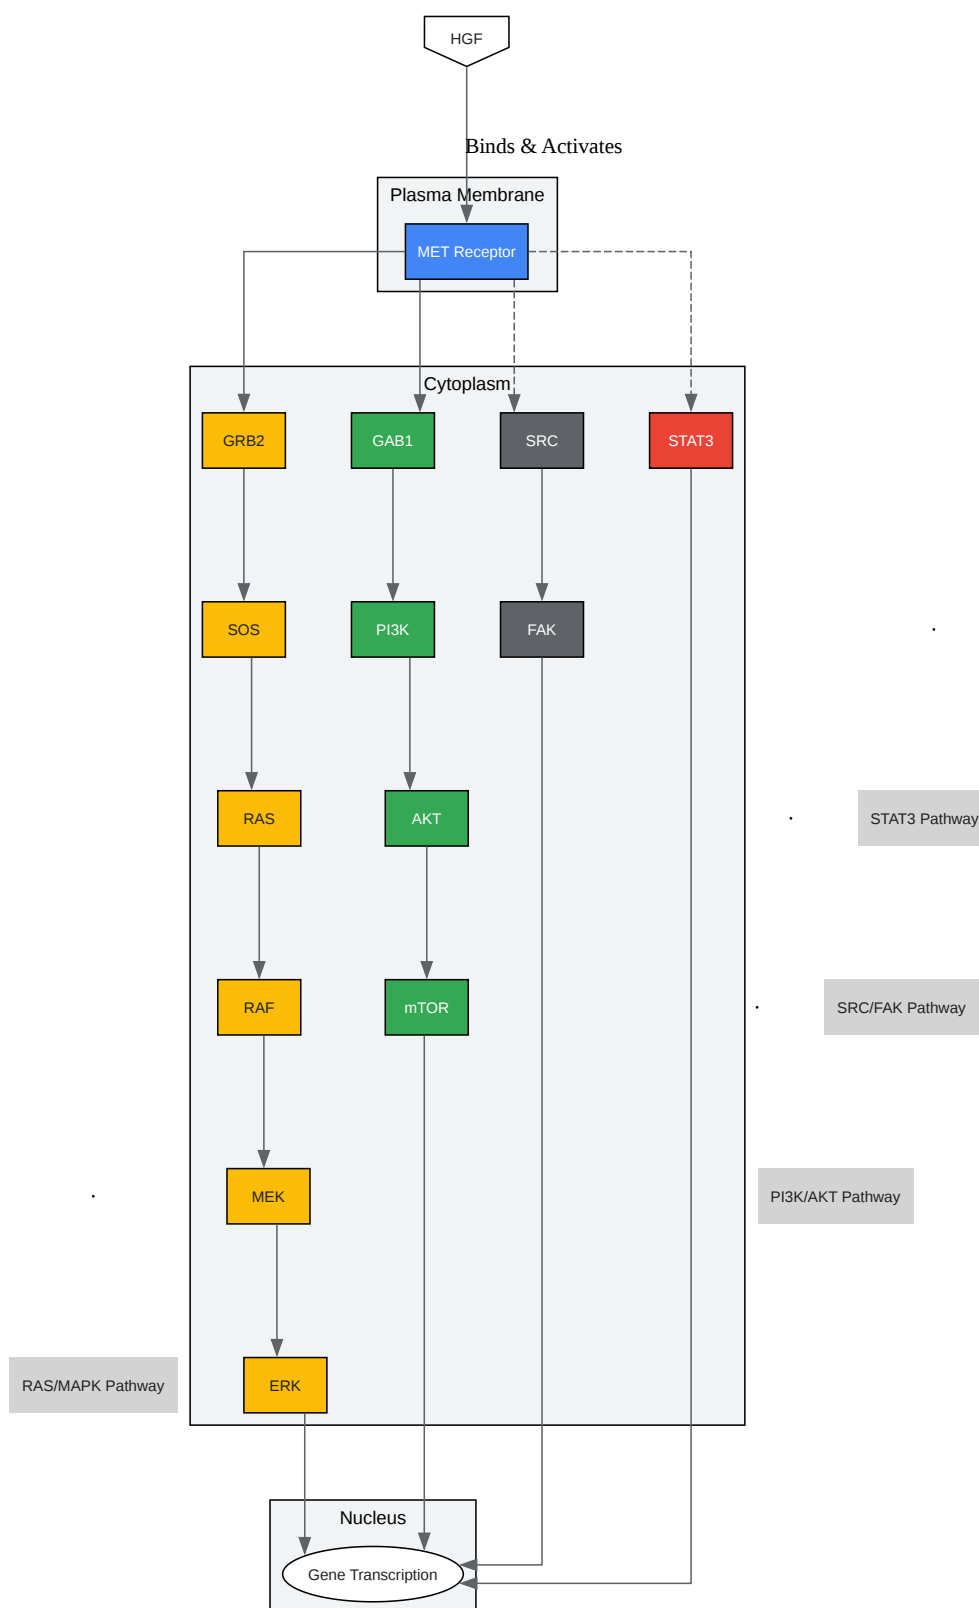 HGF
Binds & Activates
Plasma Membrane
MET Receptor
Cytoplasm
GRB2
GAB1
SRC
STAT3
SOS
PI3K
FAK
RAS
AKT
STAT3 Pathway
RAF
mTOR
SRC/FAK Pathway
MEK
PI3K/AKT Pathway
RAS/MAPK Pathway
ERK
Nucleus
Gene Transcription